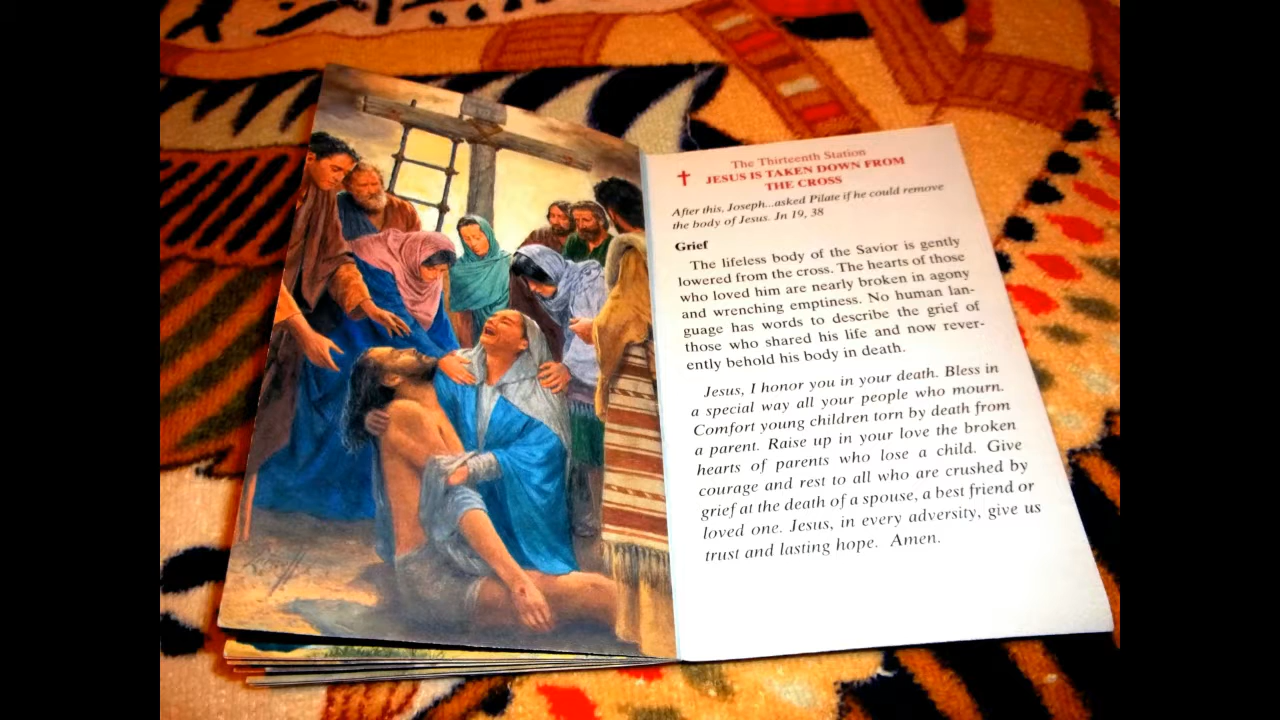 The Thirteenth Station
JESUS IS TAKEN DOWN FROM
THE CROSS
After this, Joseph...asked Pilate if he could remove
the body of Jesus. Jn 19, 38
Grief
The lifeless body of the Savior is gently
lowered from the cross. The hearts of those
who loved him are nearly broken in agony
and wrenching emptiness. No human lan-
guage has words to describe the grief of
those who shared his life and now rever-
ently behold his body in death.
Jesus, I honor you in your death. Bless in
a special way all your people who mourn.
Comfort young children torn by death from
a parent. Raise up in your love the broken
hearts of parents who lose a child. Give
courage and rest to all who are crushed by
grief at the death of a spouse, a best friend or
loved one. Jesus, in every adversity, give us
trust and lasting hope. Amen.